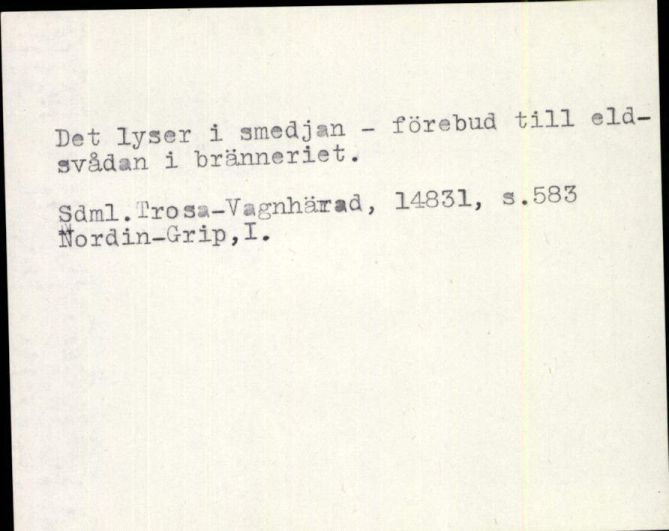 Det lyser i smedjan - förebud till eld-
svådan i bränneriet.
Sdml.Trosa-Vagnhärad, 14831, s.583
Nordin-Grip,I.